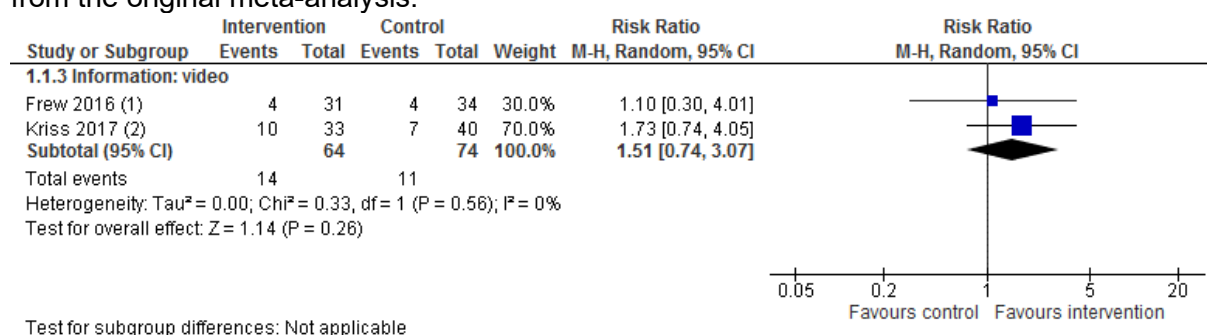 from the original meta-analysis.
Intervention Control Risk Ratio Risk Ratio
Study or Subgroup Events Total Events Total Weight M-H, Random, 95% CI M-H, Random, 95% CI
1.1.3 Information: video
Frew 2016 (1) 4 31 4 34 30.0% 1.10 [0.30, 4.01]
Kriss 2017 (2) 10 33 7 40 70.0% 1.73 [0.74, 4.05]
Subtotal (95% CI) 64 74 100.0% 1.51 [0.74, 3.07]
Total events 14 11
Heterogeneity: Tau² = 0.00; Chi² = 0.33, df = 1 (P = 0.56); I² = 0%
Test for overall effect: Z = 1.14 (P = 0.26)
0.05 0.2 1 5 20
Favours control Favours intervention
Test for subgroup differences: Not applicable